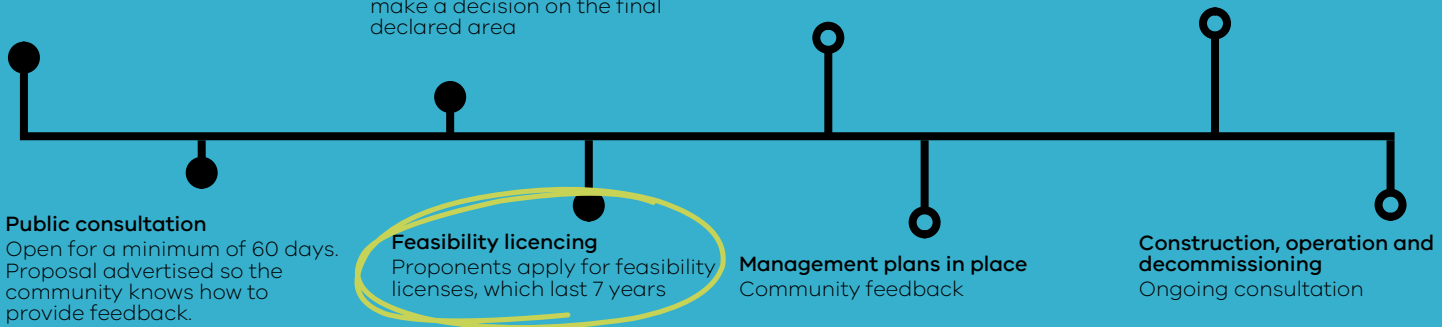 make a decision on the final
declared area
Public consultation
Open for a minimum of 60 days.
Proposal advertised so the
community knows how to
provide feedback.
Feasibility licencing
Proponents apply for feasibility
licenses, which last 7 years
Management plans in place
Community feedback
Construction, operation and
decommissioning
Ongoing consultation